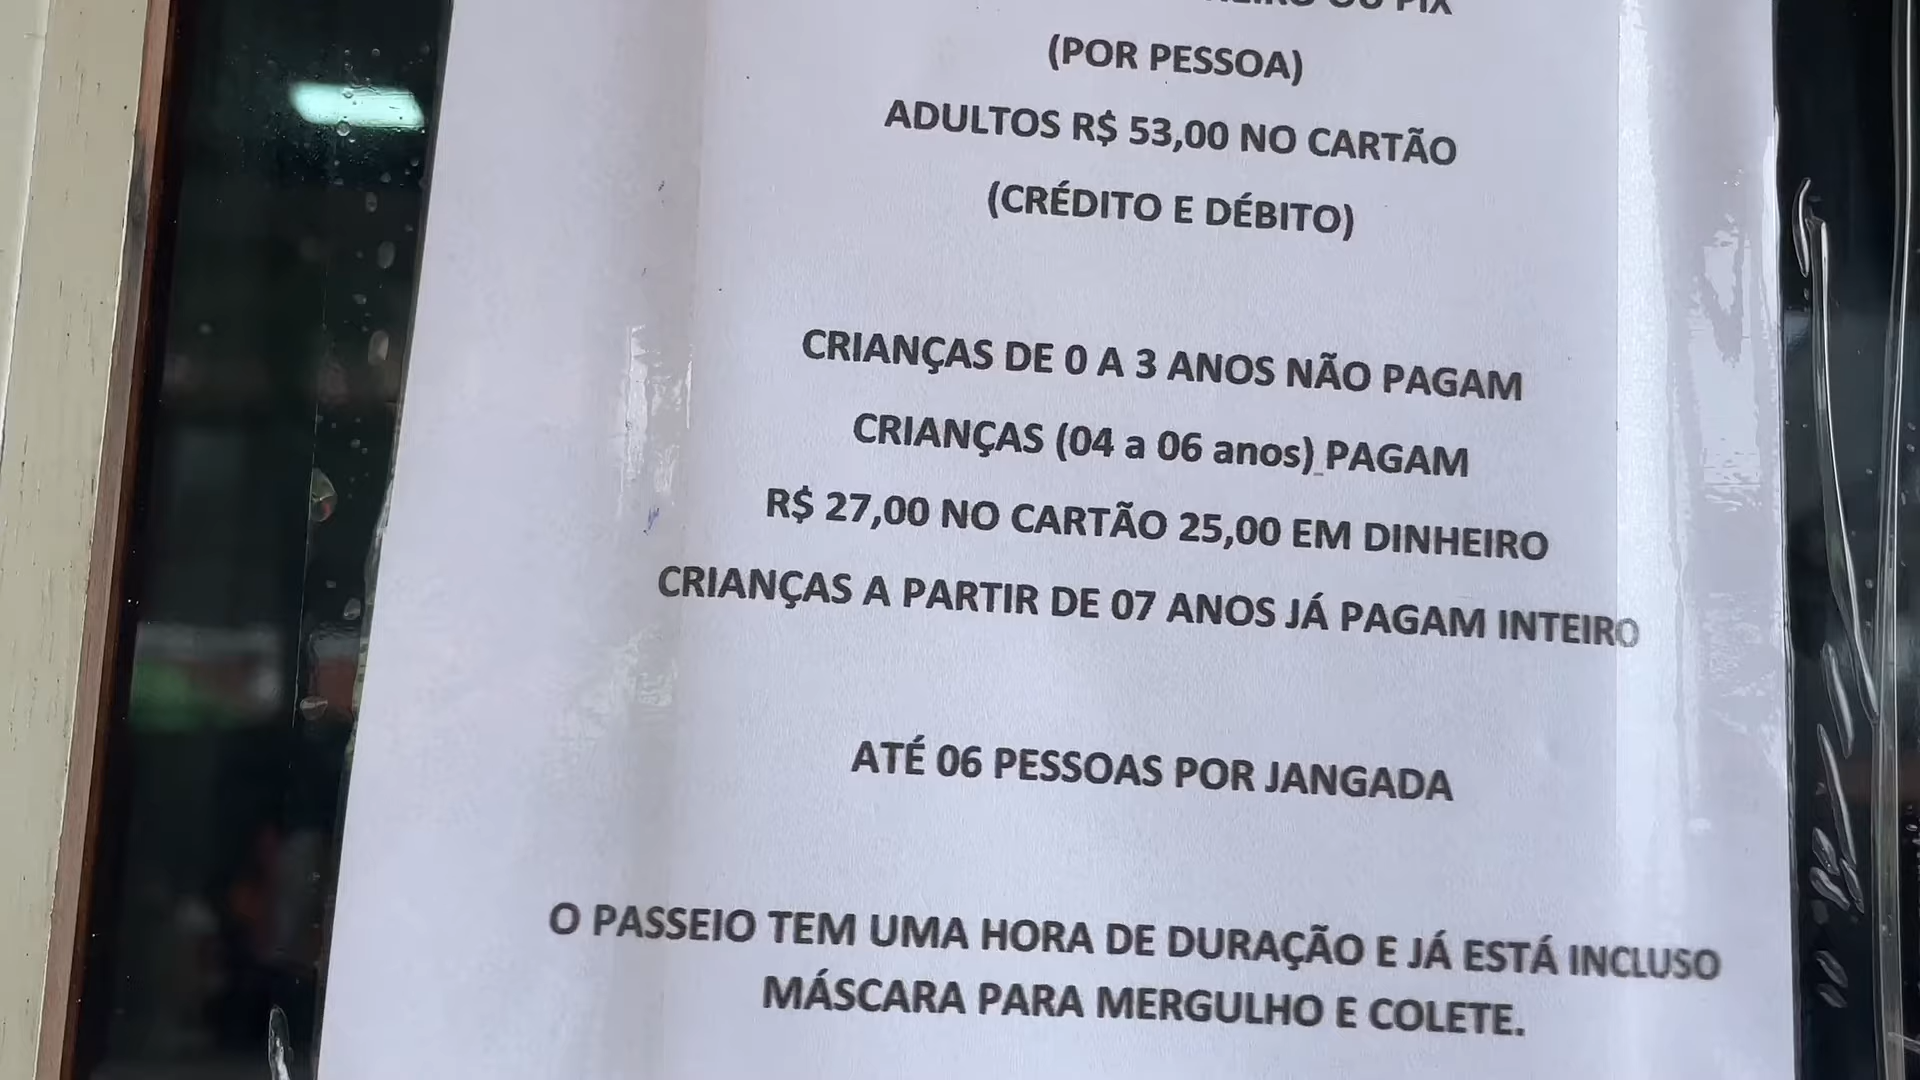 OU PIX
(POR PESSOA)
ADULTOS R$ 53,00 NO CARTÃO
(CRÉDITO E DÉBITO)
CRIANÇAS DE 0 A 3 ANOS NÃO PAGAM
CRIANÇAS (04 a 06 anos) PAGAM
R$ 27,00 NO CARTÃO 25,00 EM DINHEIRO
CRIANÇAS A PARTIR DE 07 ANOS JÁ PAGAM INTEIRO
ATÉ 06 PESSOAS POR JANGADA
O PASSEIO TEM UMA HORA DE DURAÇÃO E JÁ ESTÁ INCLUSO
MÁSCARA PARA MERGULHO E COLETE.